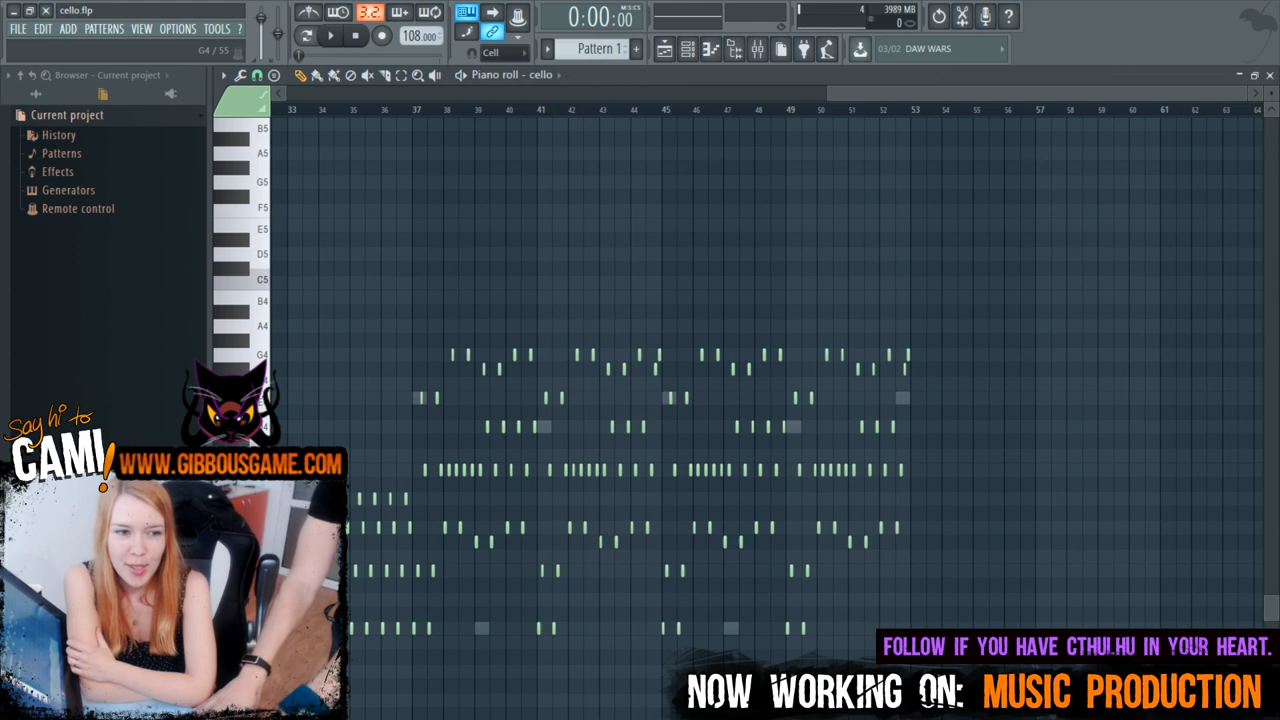 cello.flp
FILE EDIT ADD PATTERNS VIEW OPTIONS TOOLS ?
G4 / 55
3.2
108.000
0:00:00
M:S:CS
Pattern 1
Cell
4
3989 MB
0
03/02 DAW WARS
Browser - Current project
Piano roll - cello
Current project
History
Patterns
Effects
Generators
Remote control
33 34 35 36 37 38 39 40 41 42 43 44 45 46 47 48 49 50 51 52 53 54 55 56 57 58 59 60 61 62 63 64
B5
A5
G5
F5
E5
D5
C5
B4
A4
G4
Say hi to
CAMI!
WWW.GIBBOUSGAME.COM
FOLLOW IF YOU HAVE CTHULHU IN YOUR HEART.
NOW WORKING ON: MUSIC PRODUCTION